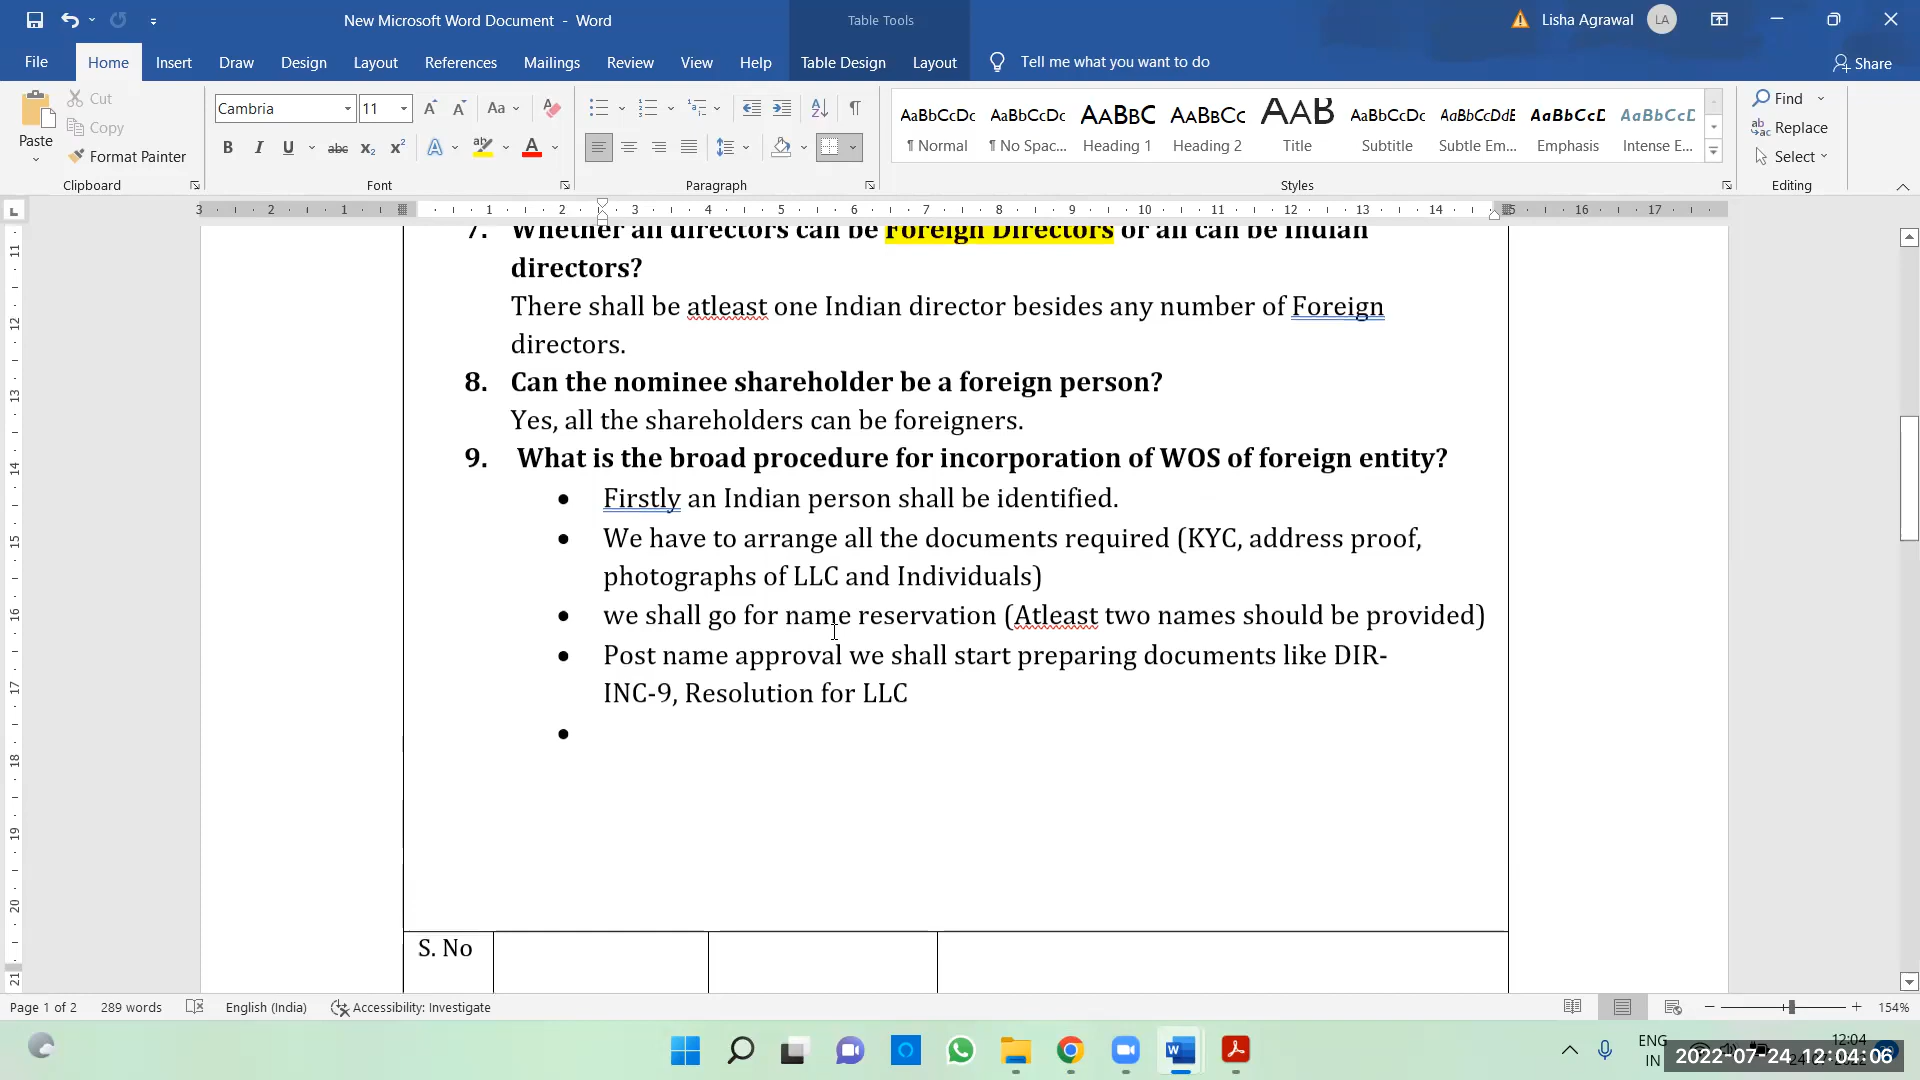 New Microsoft Word Document - Word
Table Tools
Lisha Agrawal
LA
File
Home
Insert
Draw
Design
Layout
References
Mailings
Review
View
Help
Table Design
Layout
Tell me what you want to do
Share
Paste
Cut
Copy
Format Painter
Clipboard
Cambria
11
Font
Paragraph
AaBbCcDc
¶ Normal
AaBbCcDc
¶ No Spac...
AaBbC
Heading 1
AaBbCc
Heading 2
AaB
Title
AaBbCcDc
Subtitle
AaBbCcDdE
Subtle Em...
AaBbCcD
Emphasis
AaBbCcD
Intense E...
Styles
Find
Replace
Select
Editing
7. Whether all directors can be Foreign Directors or all can be Indian
directors?
There shall be atleast one Indian director besides any number of Foreign
directors.
8. Can the nominee shareholder be a foreign person?
Yes, all the shareholders can be foreigners.
9. What is the broad procedure for incorporation of WOS of foreign entity?
• Firstly an Indian person shall be identified.
• We have to arrange all the documents required (KYC, address proof,
photographs of LLC and Individuals)
• we shall go for name reservation (Atleast two names should be provided)
• Post name approval we shall start preparing documents like DIR-
INC-9, Resolution for LLC
•
S. No
Page 1 of 2
289 words
English (India)
Accessibility: Investigate
154%
ENG
IN
12:04
2022-07-24 12:04:06